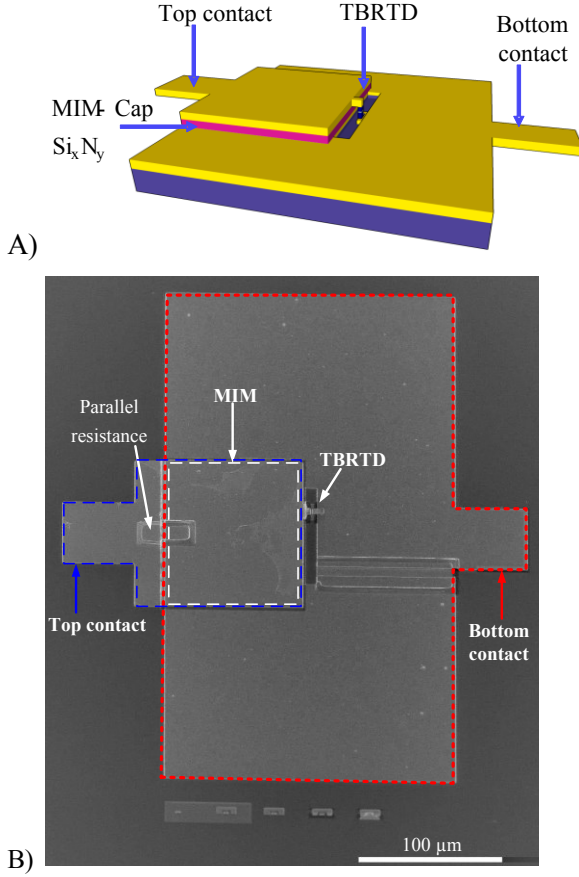 Top contact
TBRTD
Bottom
contact
MIM- Cap
SixNy
A)
MIM
Parallel
resistance
TBRTD
Top contact
Bottom
contact
100 μm
B)